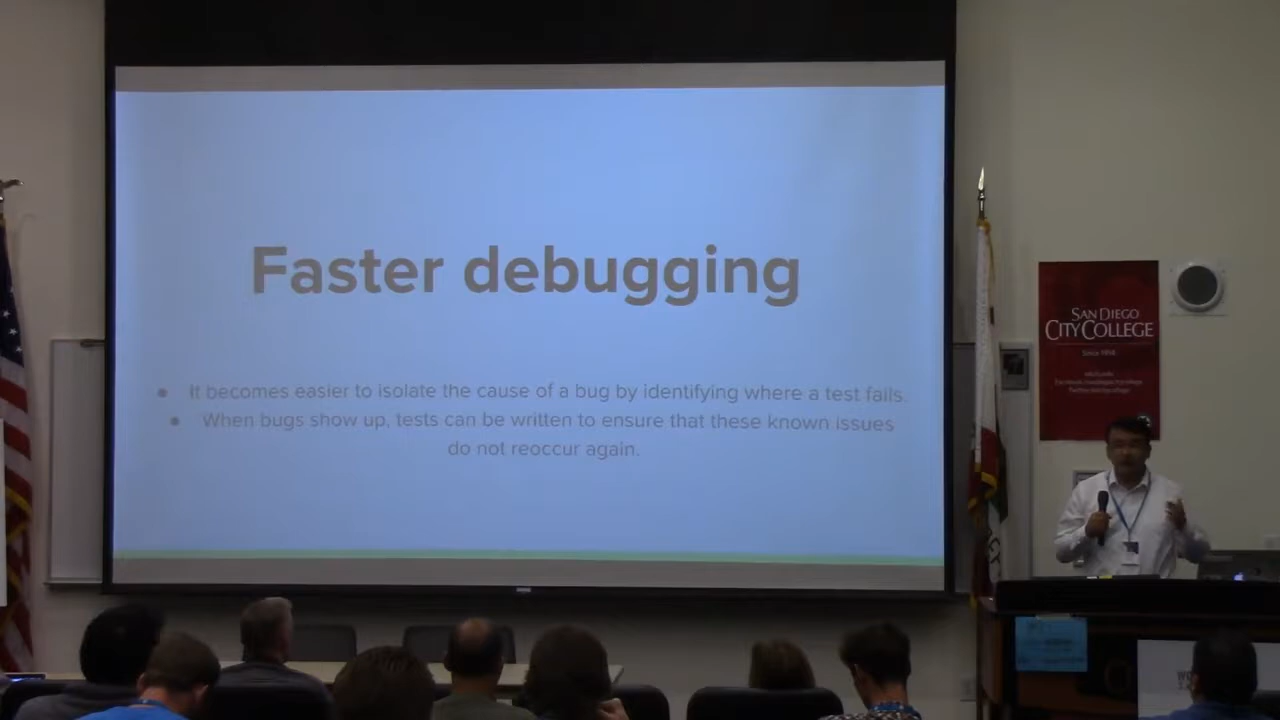 Faster debugging
● It becomes easier to isolate the cause of a bug by identifying where a test fails.
● When bugs show up, tests can be written to ensure that these known issues
do not reoccur again.
SAN DIEGO
CITY COLLEGE
Since 1914